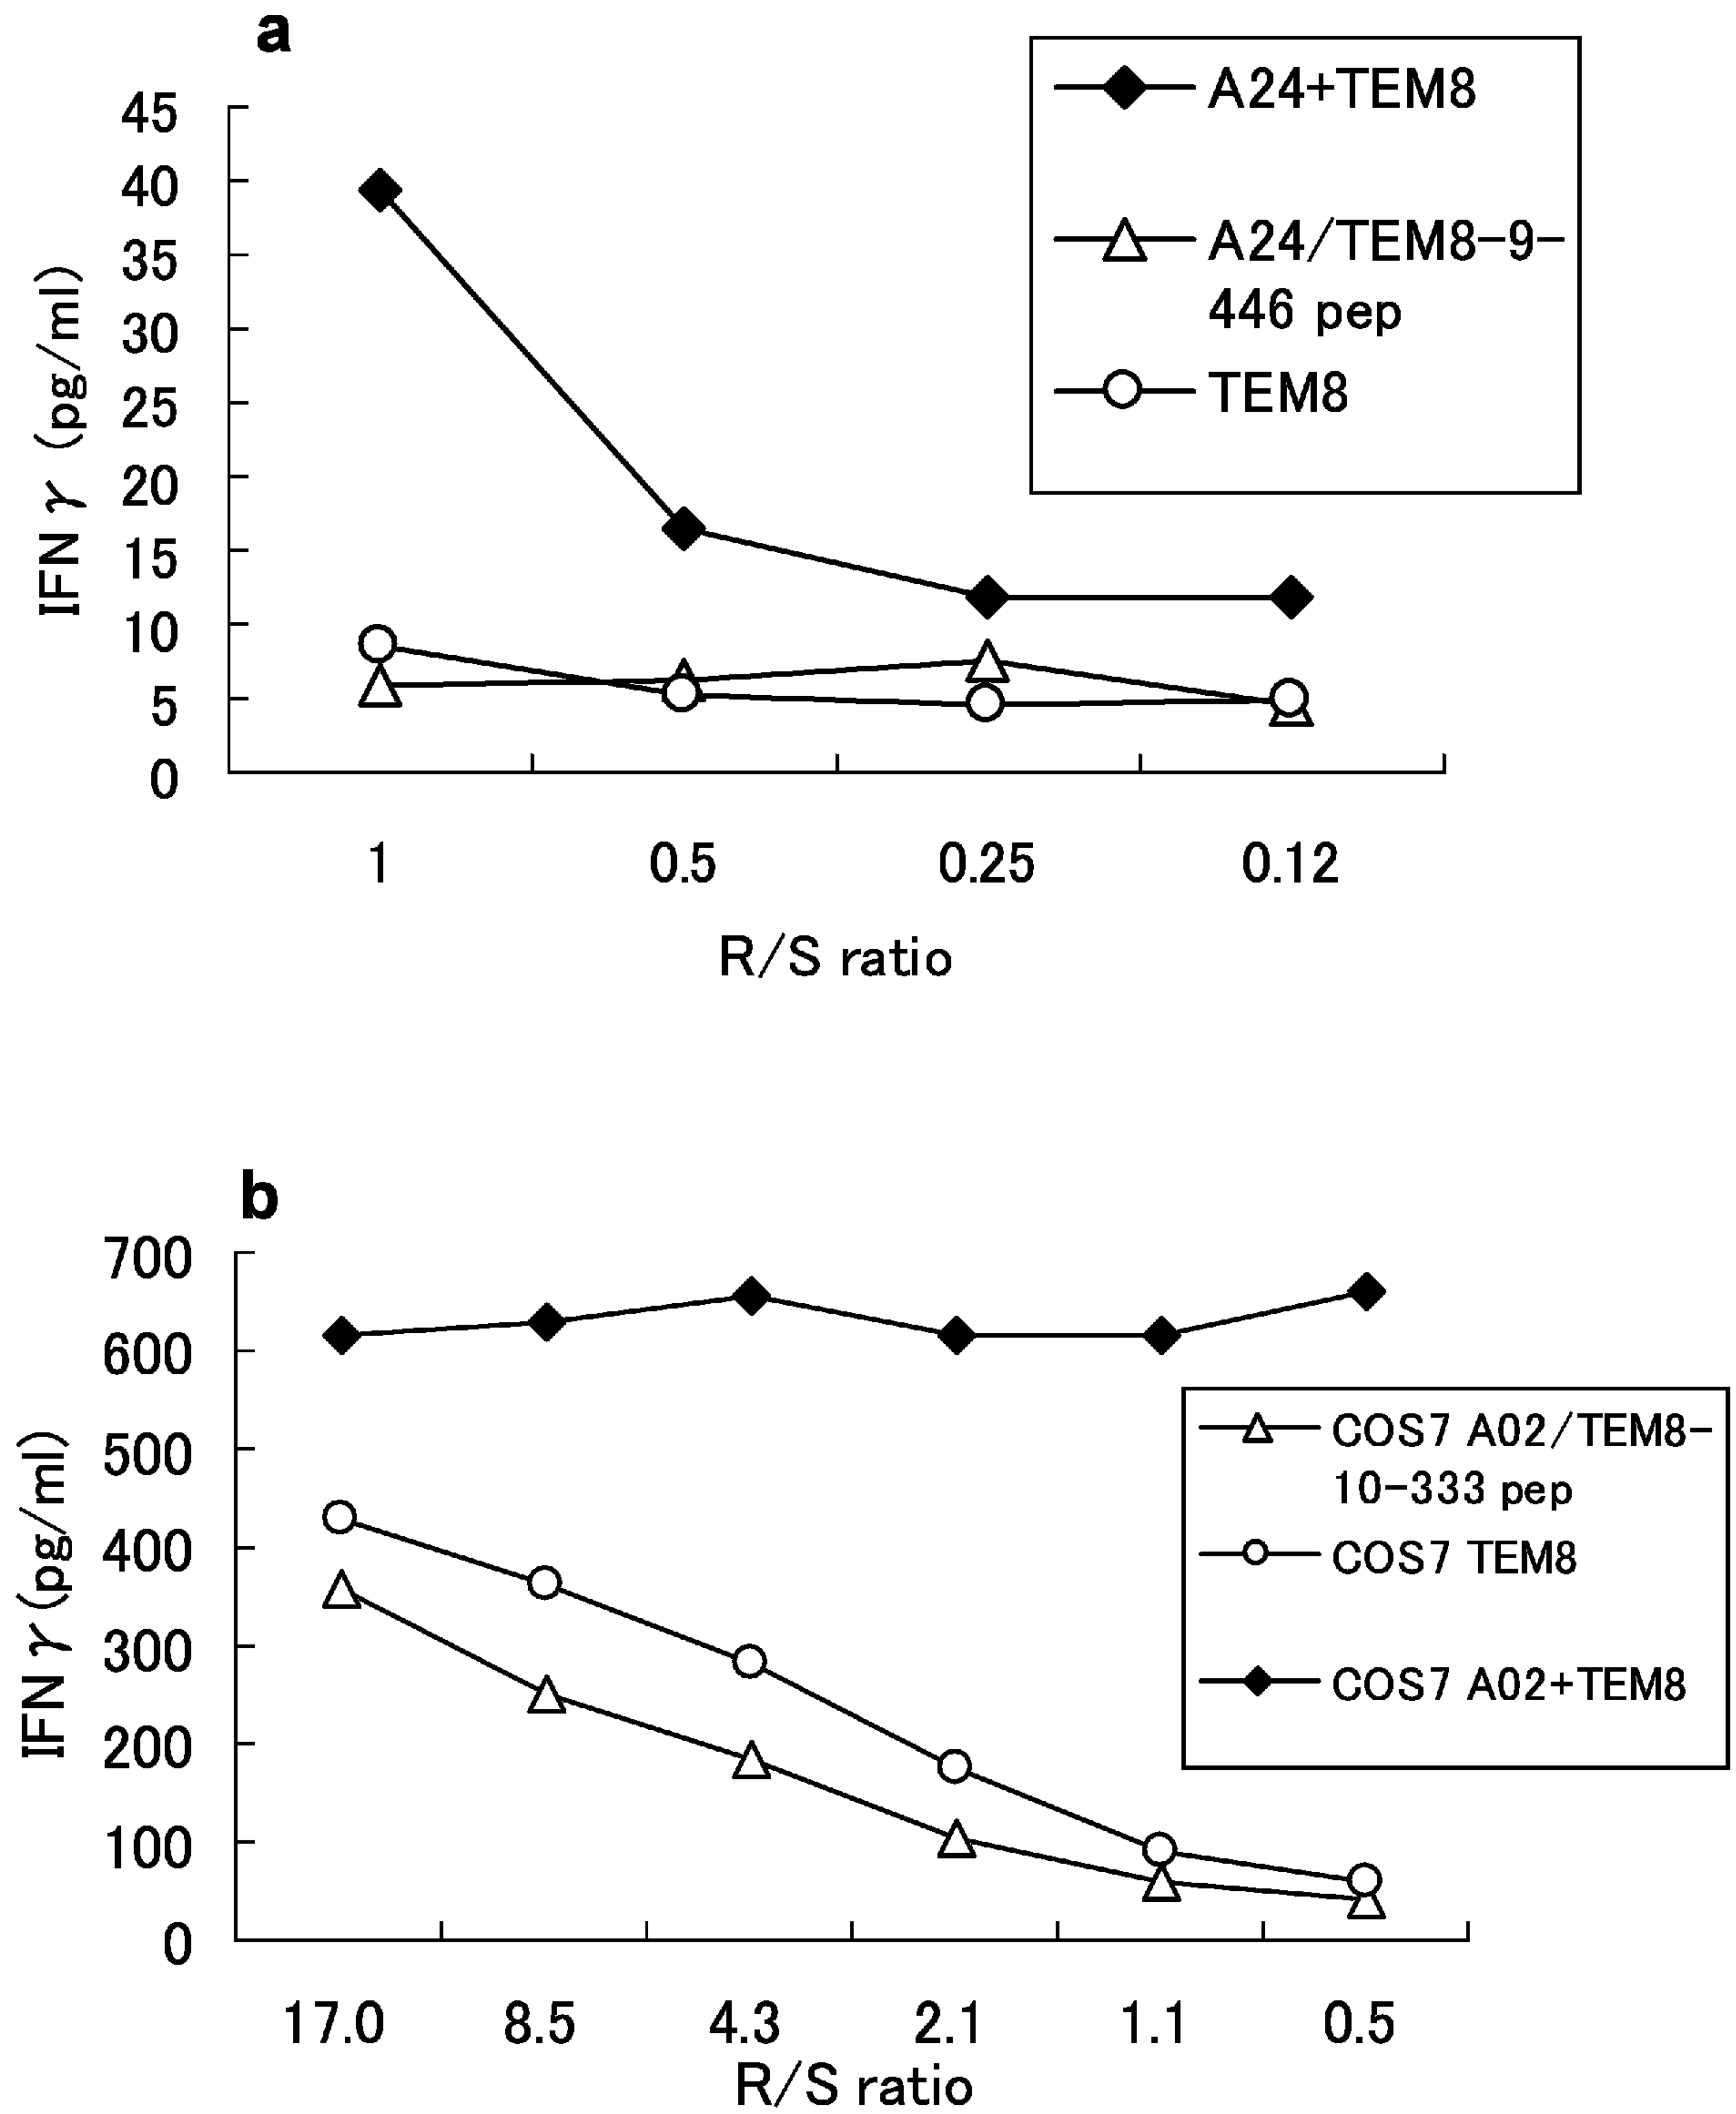 a
A24+TEM8
A24/TEM8-9-
446 pep
TEM8
IFN γ (pg/ml)
45
40
35
30
25
20
15
10
5
0
1 0.5 0.25 0.12
R/S ratio
b
COS7 A02/TEM8-
10-333 pep
COS7 TEM8
COS7 A02+TEM8
IFN γ (pg/ml)
700
600
500
400
300
200
100
0
17.0 8.5 4.3 2.1 1.1 0.5
R/S ratio